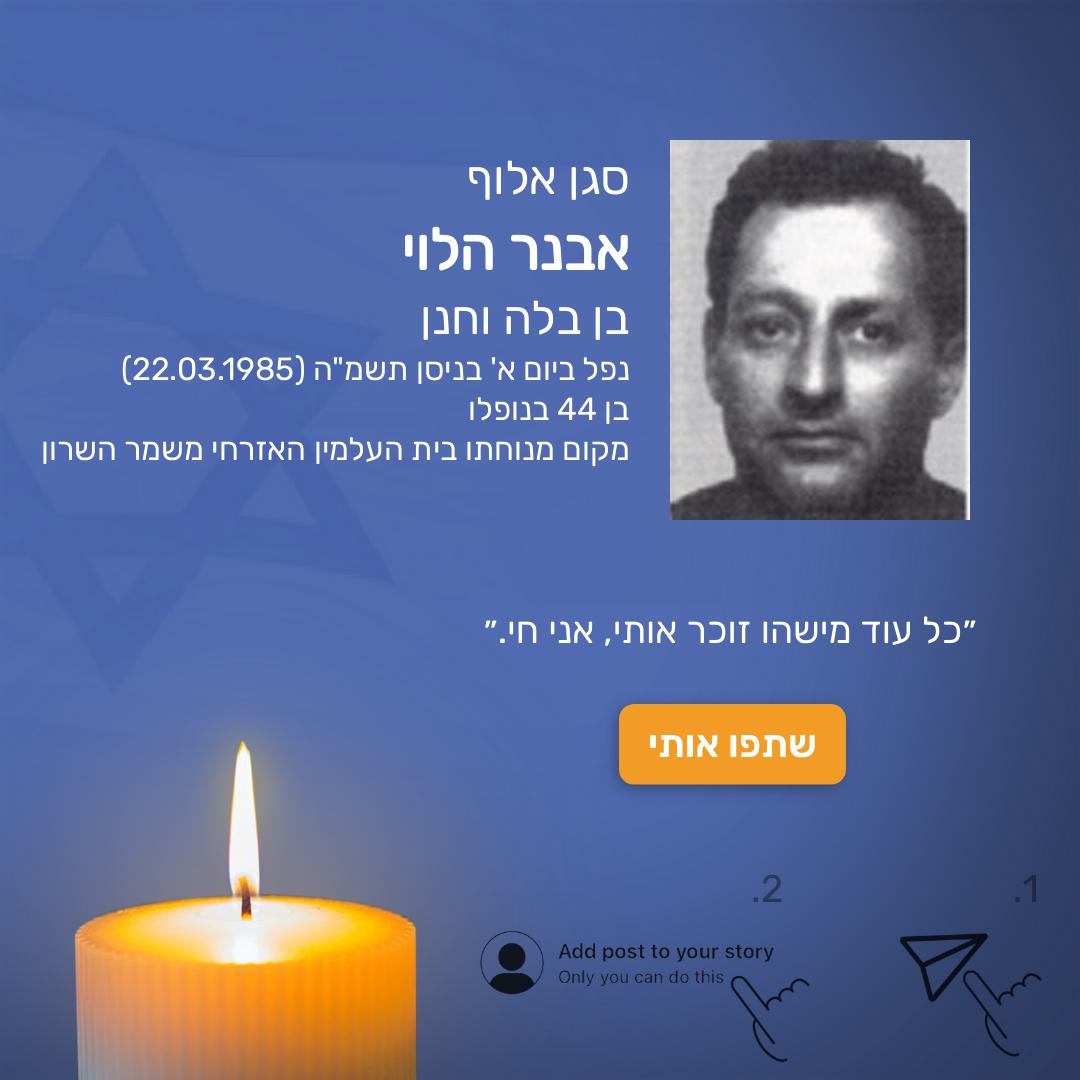 סגן אלוף
אבנר הלוי
בן בלה וחנן
נפל ביום א' בניסן תשמ"ה (22.03.1985)
בן 44 בנופלו
מקום מנוחתו בית העלמין האזרחי משמר השרון
״כל עוד מישהו זוכר אותי, אני חי.״
שתפו אותי
1.
2.
Add post to your story
Only you can do this